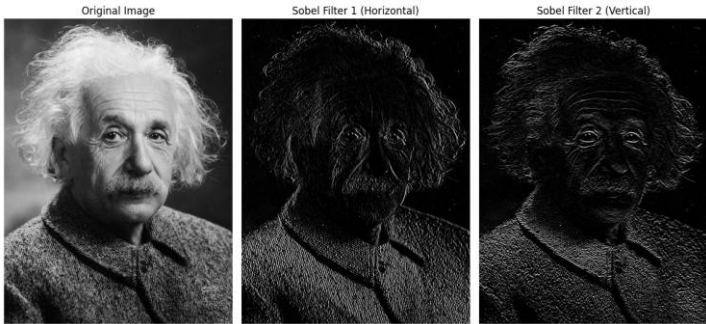 Original Image
Sobel Filter 1 (Horizontal)
Sobel Filter 2 (Vertical)